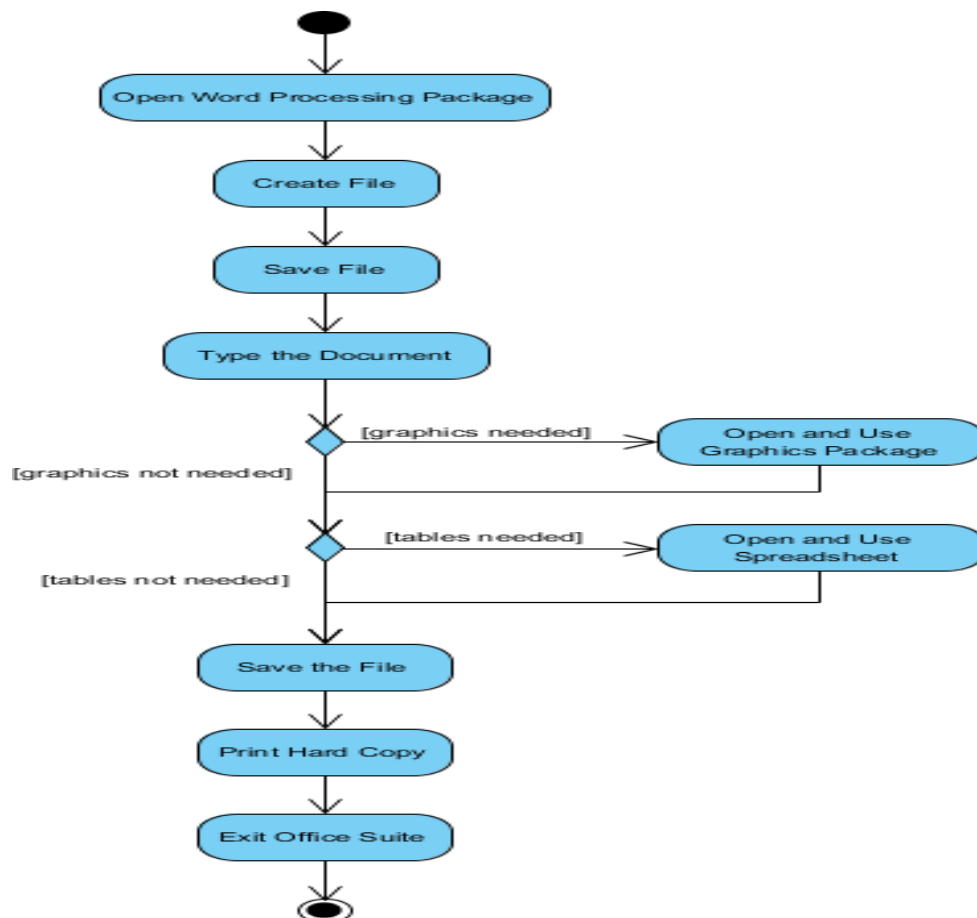 Open Word Processing Package
Create File
Save File
Type the Document
[graphics needed]
Open and Use
Graphics Package
[graphics not needed]
[tables needed]
Open and Use
Spreadsheet
[tables not needed]
Save the File
Print Hard Copy
Exit Office Suite